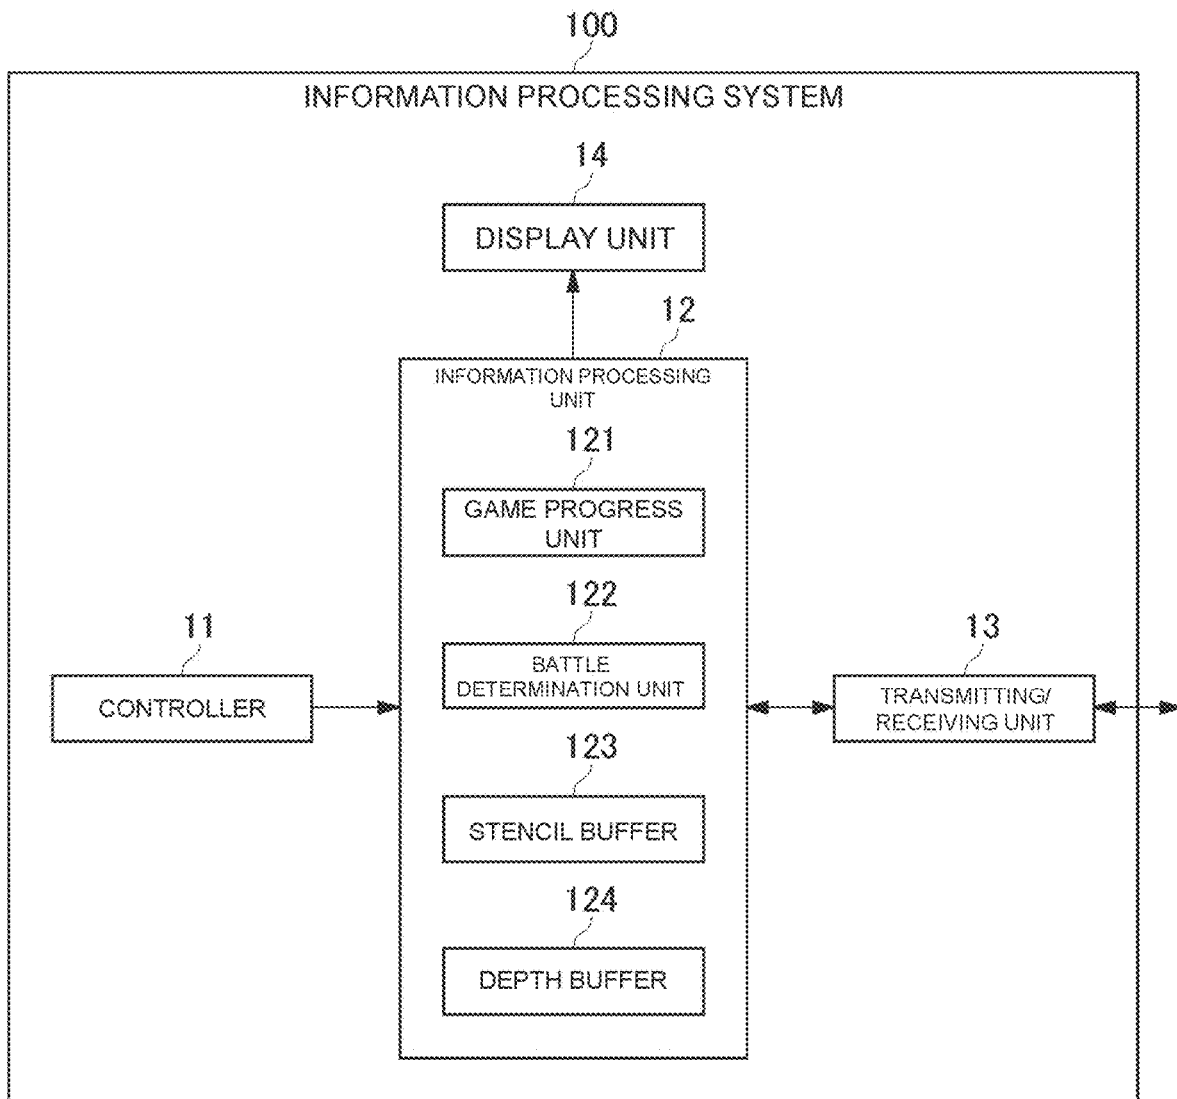 100
INFORMATION PROCESSING SYSTEM
14
DISPLAY UNIT
12
INFORMATION PROCESSING
UNIT
121
GAME PROGRESS
UNIT
122
BATTLE
DETERMINATION UNIT
11
CONTROLLER
13
TRANSMITTING/
RECEIVING UNIT
123
STENCIL BUFFER
124
DEPTH BUFFER